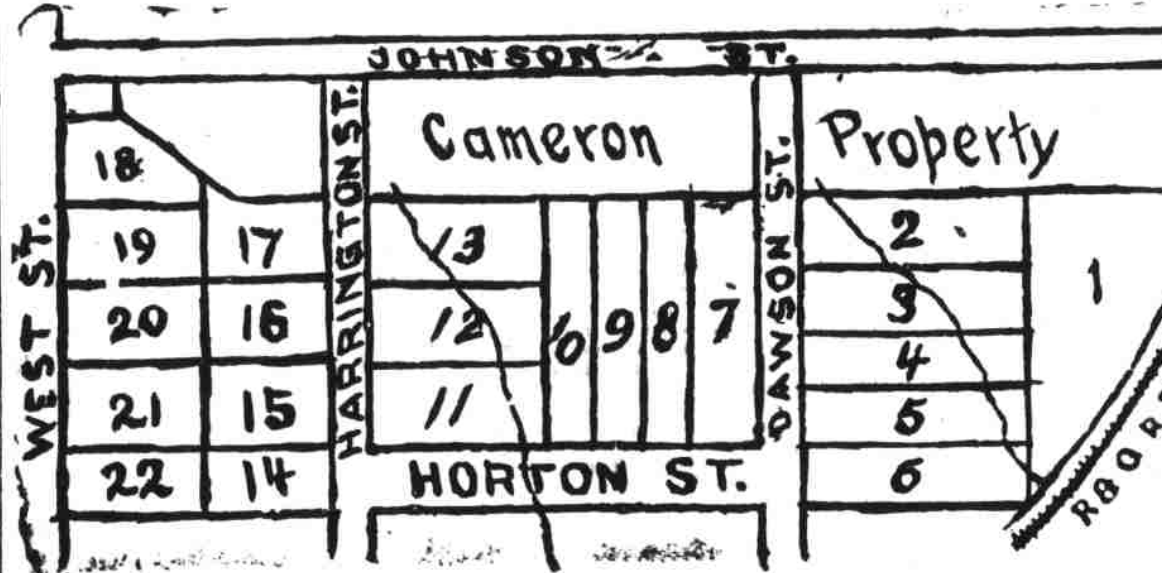 JOHNSON ST.
Cameron Property
WEST ST.
HARRINGTON ST.
DAWSON ST.
18
19 17
20 16
21 15
22 14
13
12
11
10 9 8 7
2
3
4
5
6
1
HORTON ST.